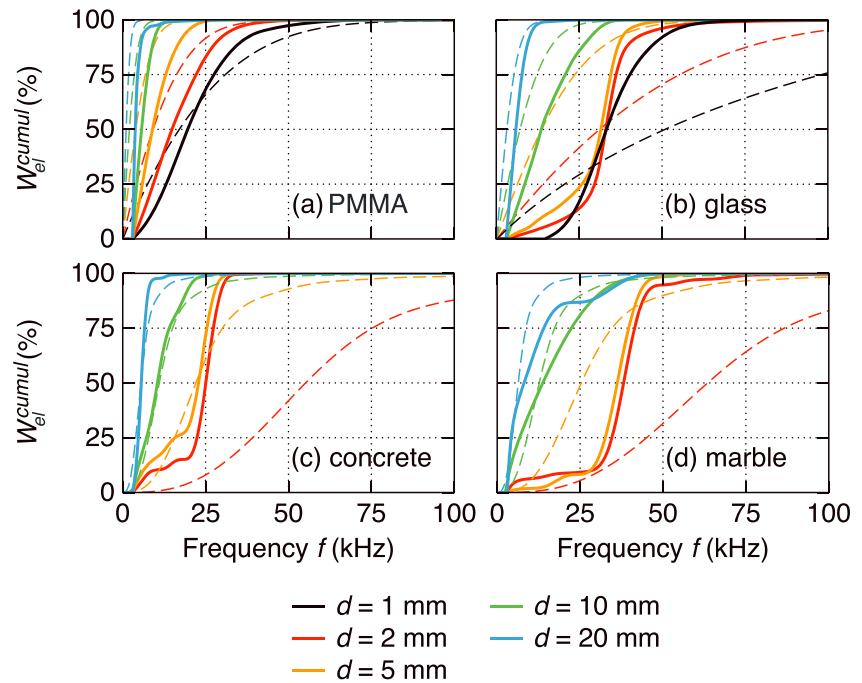 100
75
50
25
0
W_el^cumul (%)
(a) PMMA
(b) glass
100
75
50
25
0
W_el^cumul (%)
(c) concrete
(d) marble
0 25 50 75 100
0 25 50 75 100
Frequency f (kHz)
Frequency f (kHz)
d = 1 mm
d = 2 mm
d = 5 mm
d = 10 mm
d = 20 mm